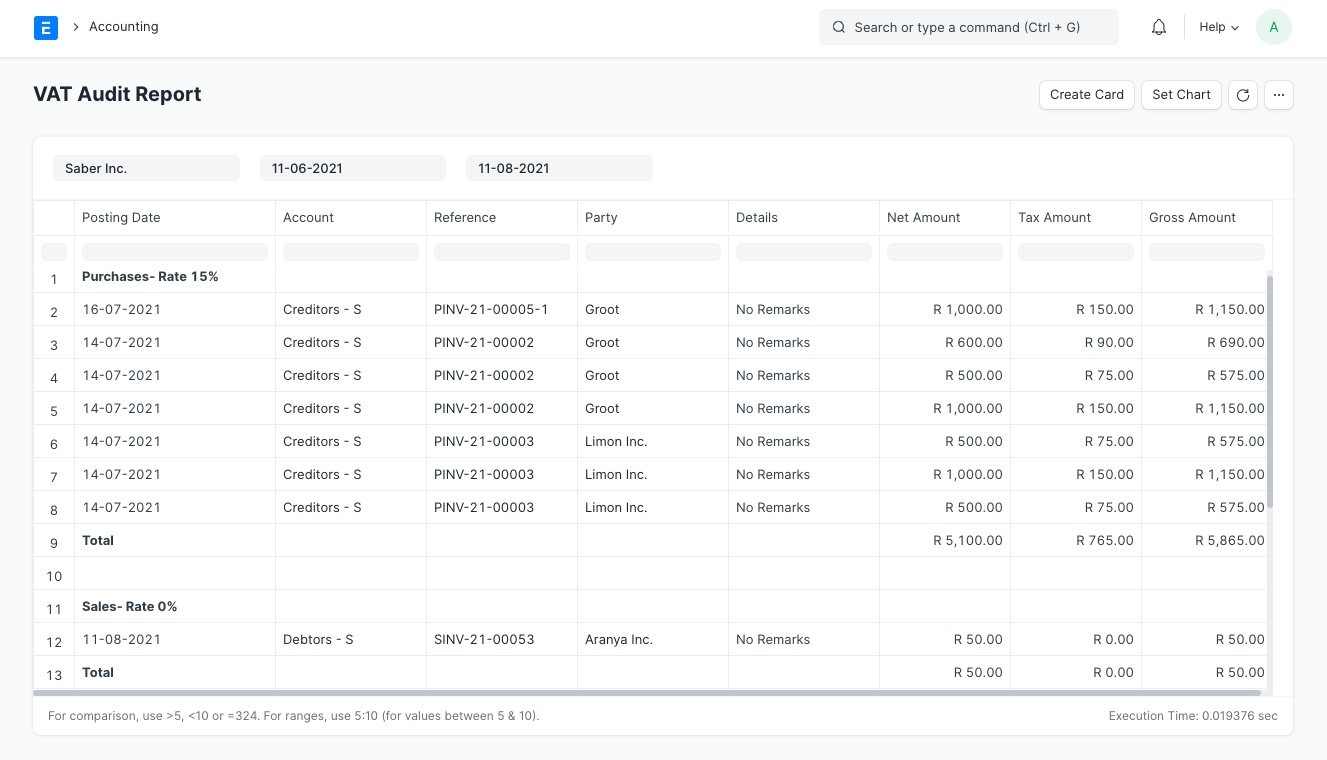 E > Accounting Search or type a command (Ctrl + G) Help A
VAT Audit Report Create Card Set Chart ...
Saber Inc. 11-06-2021 11-08-2021
Posting Date Account Reference Party Details Net Amount Tax Amount Gross Amount
1 Purchases- Rate 15%
2 16-07-2021 Creditors - S PINV-21-00005-1 Groot No Remarks R 1,000.00 R 150.00 R 1,150.00
3 14-07-2021 Creditors - S PINV-21-00002 Groot No Remarks R 600.00 R 90.00 R 690.00
4 14-07-2021 Creditors - S PINV-21-00002 Groot No Remarks R 500.00 R 75.00 R 575.00
5 14-07-2021 Creditors - S PINV-21-00002 Groot No Remarks R 1,000.00 R 150.00 R 1,150.00
6 14-07-2021 Creditors - S PINV-21-00003 Limon Inc. No Remarks R 500.00 R 75.00 R 575.00
7 14-07-2021 Creditors - S PINV-21-00003 Limon Inc. No Remarks R 1,000.00 R 150.00 R 1,150.00
8 14-07-2021 Creditors - S PINV-21-00003 Limon Inc. No Remarks R 500.00 R 75.00 R 575.00
9 Total R 5,100.00 R 765.00 R 5,865.00
10
11 Sales- Rate 0%
12 11-08-2021 Debtors - S SINV-21-00053 Aranya Inc. No Remarks R 50.00 R 0.00 R 50.00
13 Total R 50.00 R 0.00 R 50.00
For comparison, use >5, <10 or =324. For ranges, use 5:10 (for values between 5 & 10). Execution Time: 0.019376 sec